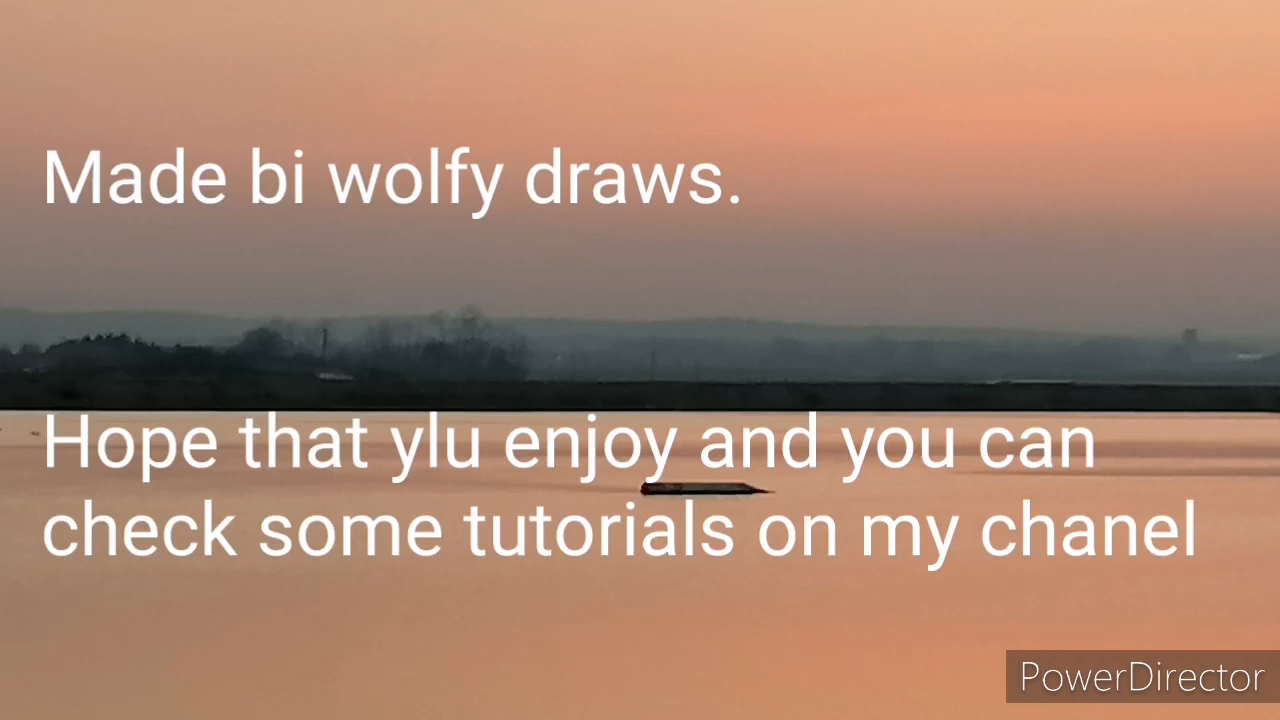 Made bi wolfy draws.
Hope that ylu enjoy and you can
check some tutorials on my chanel
PowerDirector